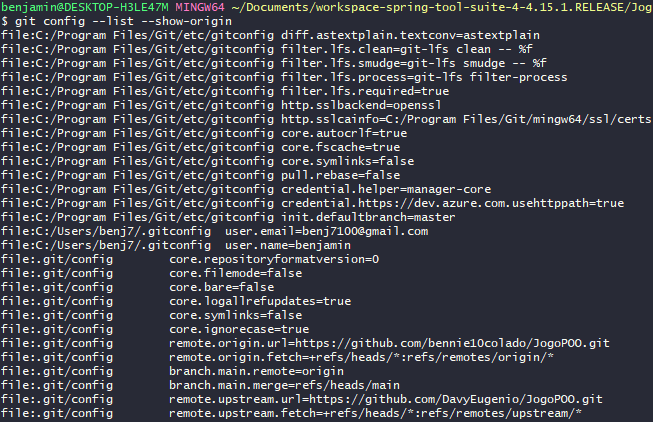 benjamin@DESKTOP-H3LE47M MINGW64 ~/Documents/workspace-spring-tool-suite-4-4.15.1.RELEASE/Jog
$ git config --list --show-origin
file:C:/Program Files/Git/etc/gitconfig diff.astextplain.textconv=astextplain
file:C:/Program Files/Git/etc/gitconfig filter.lfs.clean=git-lfs clean -- %f
file:C:/Program Files/Git/etc/gitconfig filter.lfs.smudge=git-lfs smudge -- %f
file:C:/Program Files/Git/etc/gitconfig filter.lfs.process=git-lfs filter-process
file:C:/Program Files/Git/etc/gitconfig filter.lfs.required=true
file:C:/Program Files/Git/etc/gitconfig http.sslbackend=openssl
file:C:/Program Files/Git/etc/gitconfig http.sslcainfo=C:/Program Files/Git/mingw64/ssl/certs
file:C:/Program Files/Git/etc/gitconfig core.autocrlf=true
file:C:/Program Files/Git/etc/gitconfig core.fscache=true
file:C:/Program Files/Git/etc/gitconfig core.symlinks=false
file:C:/Program Files/Git/etc/gitconfig pull.rebase=false
file:C:/Program Files/Git/etc/gitconfig credential.helper=manager-core
file:C:/Program Files/Git/etc/gitconfig credential.https://dev.azure.com.usehttppath=true
file:C:/Program Files/Git/etc/gitconfig init.defaultbranch=master
file:C:/Users/benj7/.gitconfig user.email=benj7100@gmail.com
file:C:/Users/benj7/.gitconfig user.name=benjamin
file:.git/config core.repositoryformatversion=0
file:.git/config core.filemode=false
file:.git/config core.bare=false
file:.git/config core.logallrefupdates=true
file:.git/config core.symlinks=false
file:.git/config core.ignorecase=true
file:.git/config remote.origin.url=https://github.com/bennie10colado/JogoPOO.git
file:.git/config remote.origin.fetch=+refs/heads/*:refs/remotes/origin/*
file:.git/config branch.main.remote=origin
file:.git/config branch.main.merge=refs/heads/main
file:.git/config remote.upstream.url=https://github.com/DavyEugenio/JogoPOO.git
file:.git/config remote.upstream.fetch=+refs/heads/*:refs/remotes/upstream/*